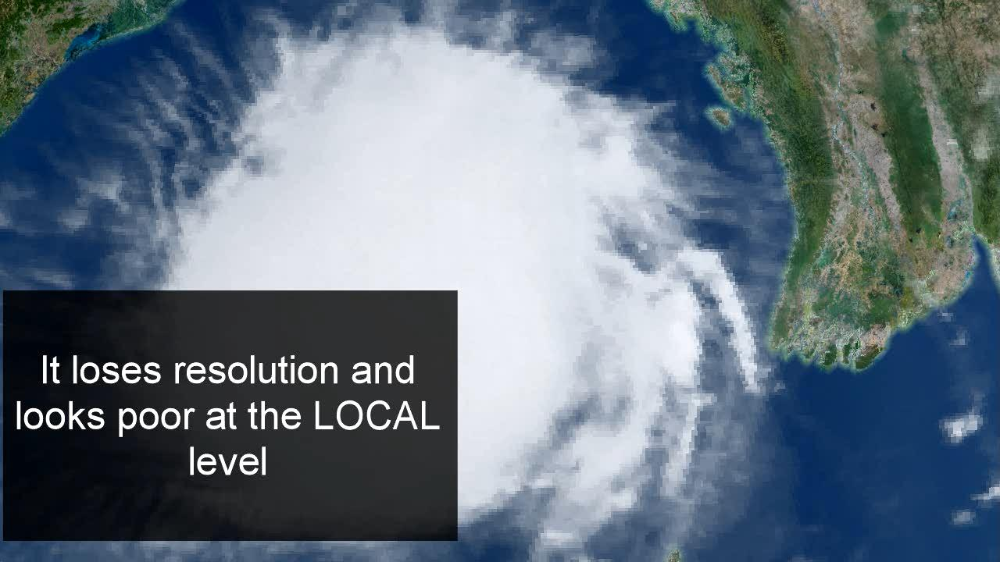 It loses resolution and
looks poor at the LOCAL
level